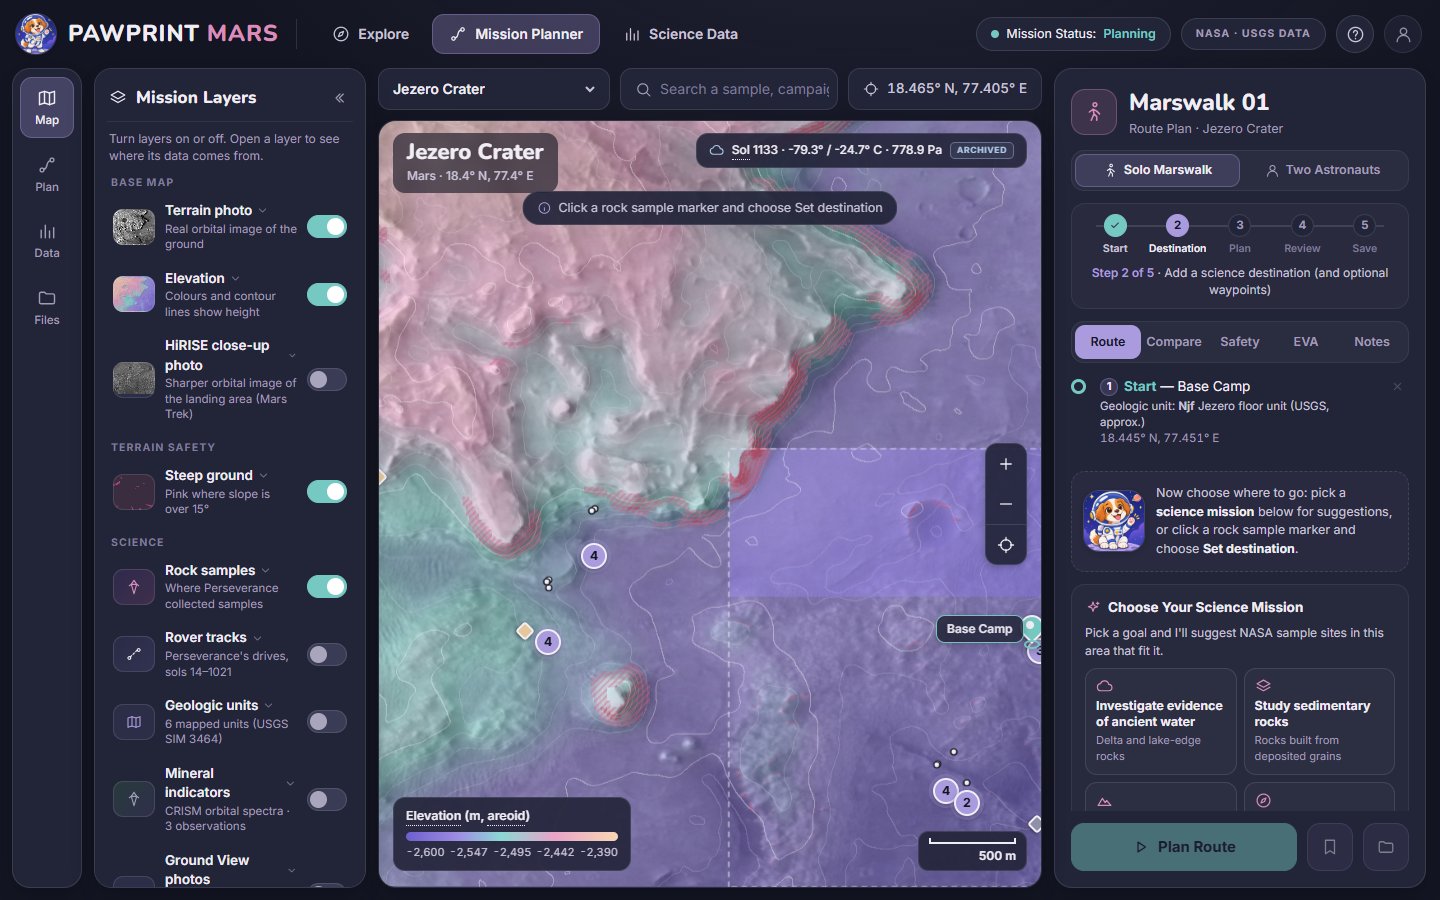 PAWPRINT MARS
Explore
Mission Planner
Science Data
Mission Status: Planning
NASA · USGS DATA
Map
Plan
Data
Files
Mission Layers
Turn layers on or off. Open a layer to see
where its data comes from.
BASE MAP
Terrain photo
Real orbital image of the
ground
Elevation
Colours and contour
lines show height
HiRISE close-up
photo
Sharper orbital image of
the landing area (Mars
Trek)
TERRAIN SAFETY
Steep ground
Pink where slope is
over 15°
SCIENCE
Rock samples
Where Perseverance
collected samples
Rover tracks
Perseverance's drives,
sols 14–1021
Geologic units
6 mapped units (USGS
SIM 3464)
Mineral
indicators
CRISM orbital spectra ·
3 observations
Ground View
photos
Jezero Crater
Search a sample, campaig
18.465° N, 77.405° E
Jezero Crater
Mars · 18.4° N, 77.4° E
Sol 1133 · -79.3° / -24.7° C · 778.9 Pa
ARCHIVED
Click a rock sample marker and choose Set destination
4
4
Base Camp
3
4
2
Elevation (m, areoid)
−2,600 −2,547 −2,495 −2,442 −2,390
500 m
Marswalk 01
Route Plan · Jezero Crater
Solo Marswalk
Two Astronauts
2
3
4
5
Start
Destination
Plan
Review
Save
Step 2 of 5 · Add a science destination (and optional
waypoints)
Route
Compare
Safety
EVA
Notes
1 Start — Base Camp
Geologic unit: Njf Jezero floor unit (USGS,
approx.)
18.445° N, 77.451° E
Now choose where to go: pick a
science mission below for suggestions,
or click a rock sample marker and
choose Set destination.
Choose Your Science Mission
Pick a goal and I'll suggest NASA sample sites in this
area that fit it.
Investigate evidence
of ancient water
Delta and lake-edge
rocks
Study sedimentary
rocks
Rocks built from
deposited grains
Plan Route